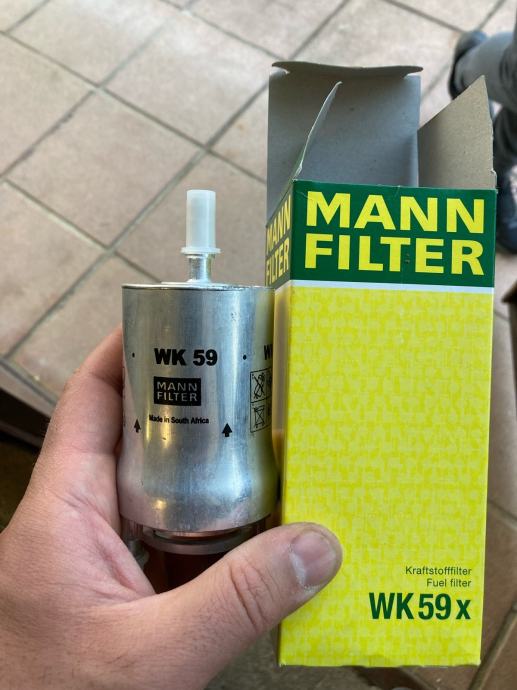 MANN
FILTER
MANN
FILTER
WK 59
MANN
FILTER
Made in South Africa
Kraftstofffilter
Fuel filter
WK 59 x